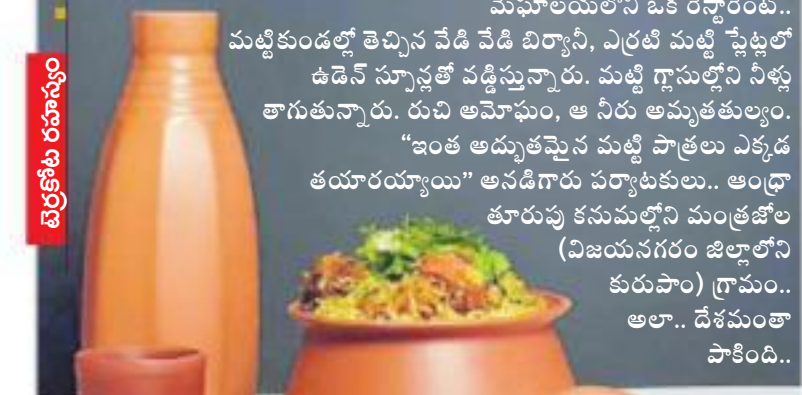 మేఘాలయలోని ఒక రెస్టారెంట్..
మట్టికుండల్లో తెచ్చిన వేడి వేడి బిర్యానీ, ఎర్రటి మట్టి ప్లేట్లలో
ఉడెన్ స్పూన్లతో వడ్డిస్తున్నారు. మట్టి గ్లాసుల్లోని నీళ్లు
తాగుతున్నారు. రుచి అమోఘం, ఆ నీరు అమృతతుల్యం.
“ఇంత అద్భుతమైన మట్టి పాత్రలు ఎక్కడ
తయారయ్యాయి” అనడిగారు పర్యాటకులు.. ఆంధ్రా
తూరుపు కనుమల్లోని మంత్రజోల
(విజయనగరం జిల్లాలోని
కురుపాం) గ్రామం..
అలా.. దేశమంతా
పాకింది..
టెర్రకోట రహస్యం